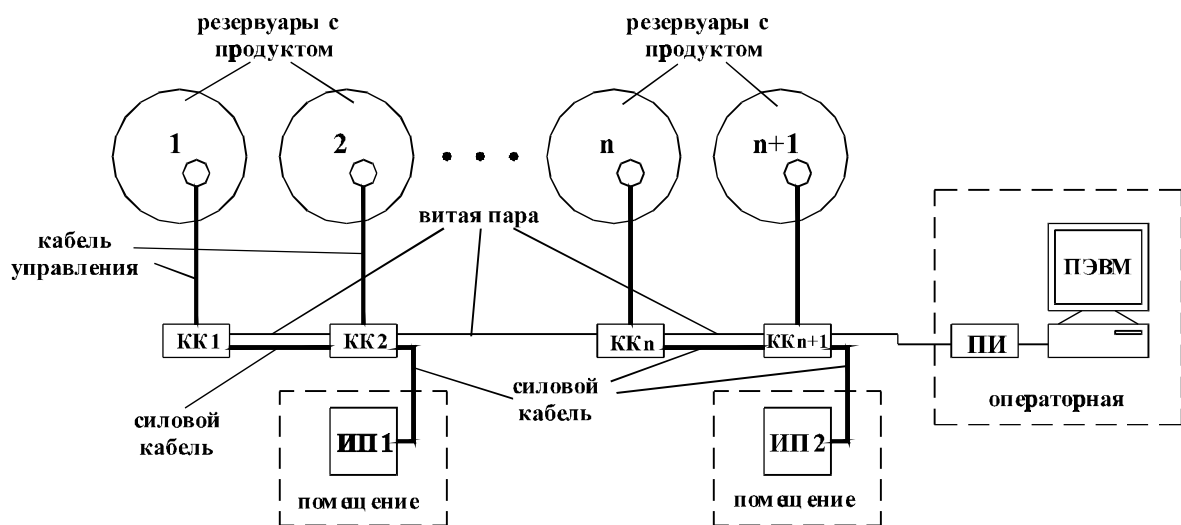 резервуары с
продуктом
резервуары с
продуктом
1
2
n
n+1
витая пара
кабель
управления
ПЭВМ
КК1
КК2
ККn
ККn+1
ПИ
силовой
кабель
силовой
кабель
операторная
ИП1
ИП2
помещение
помещение